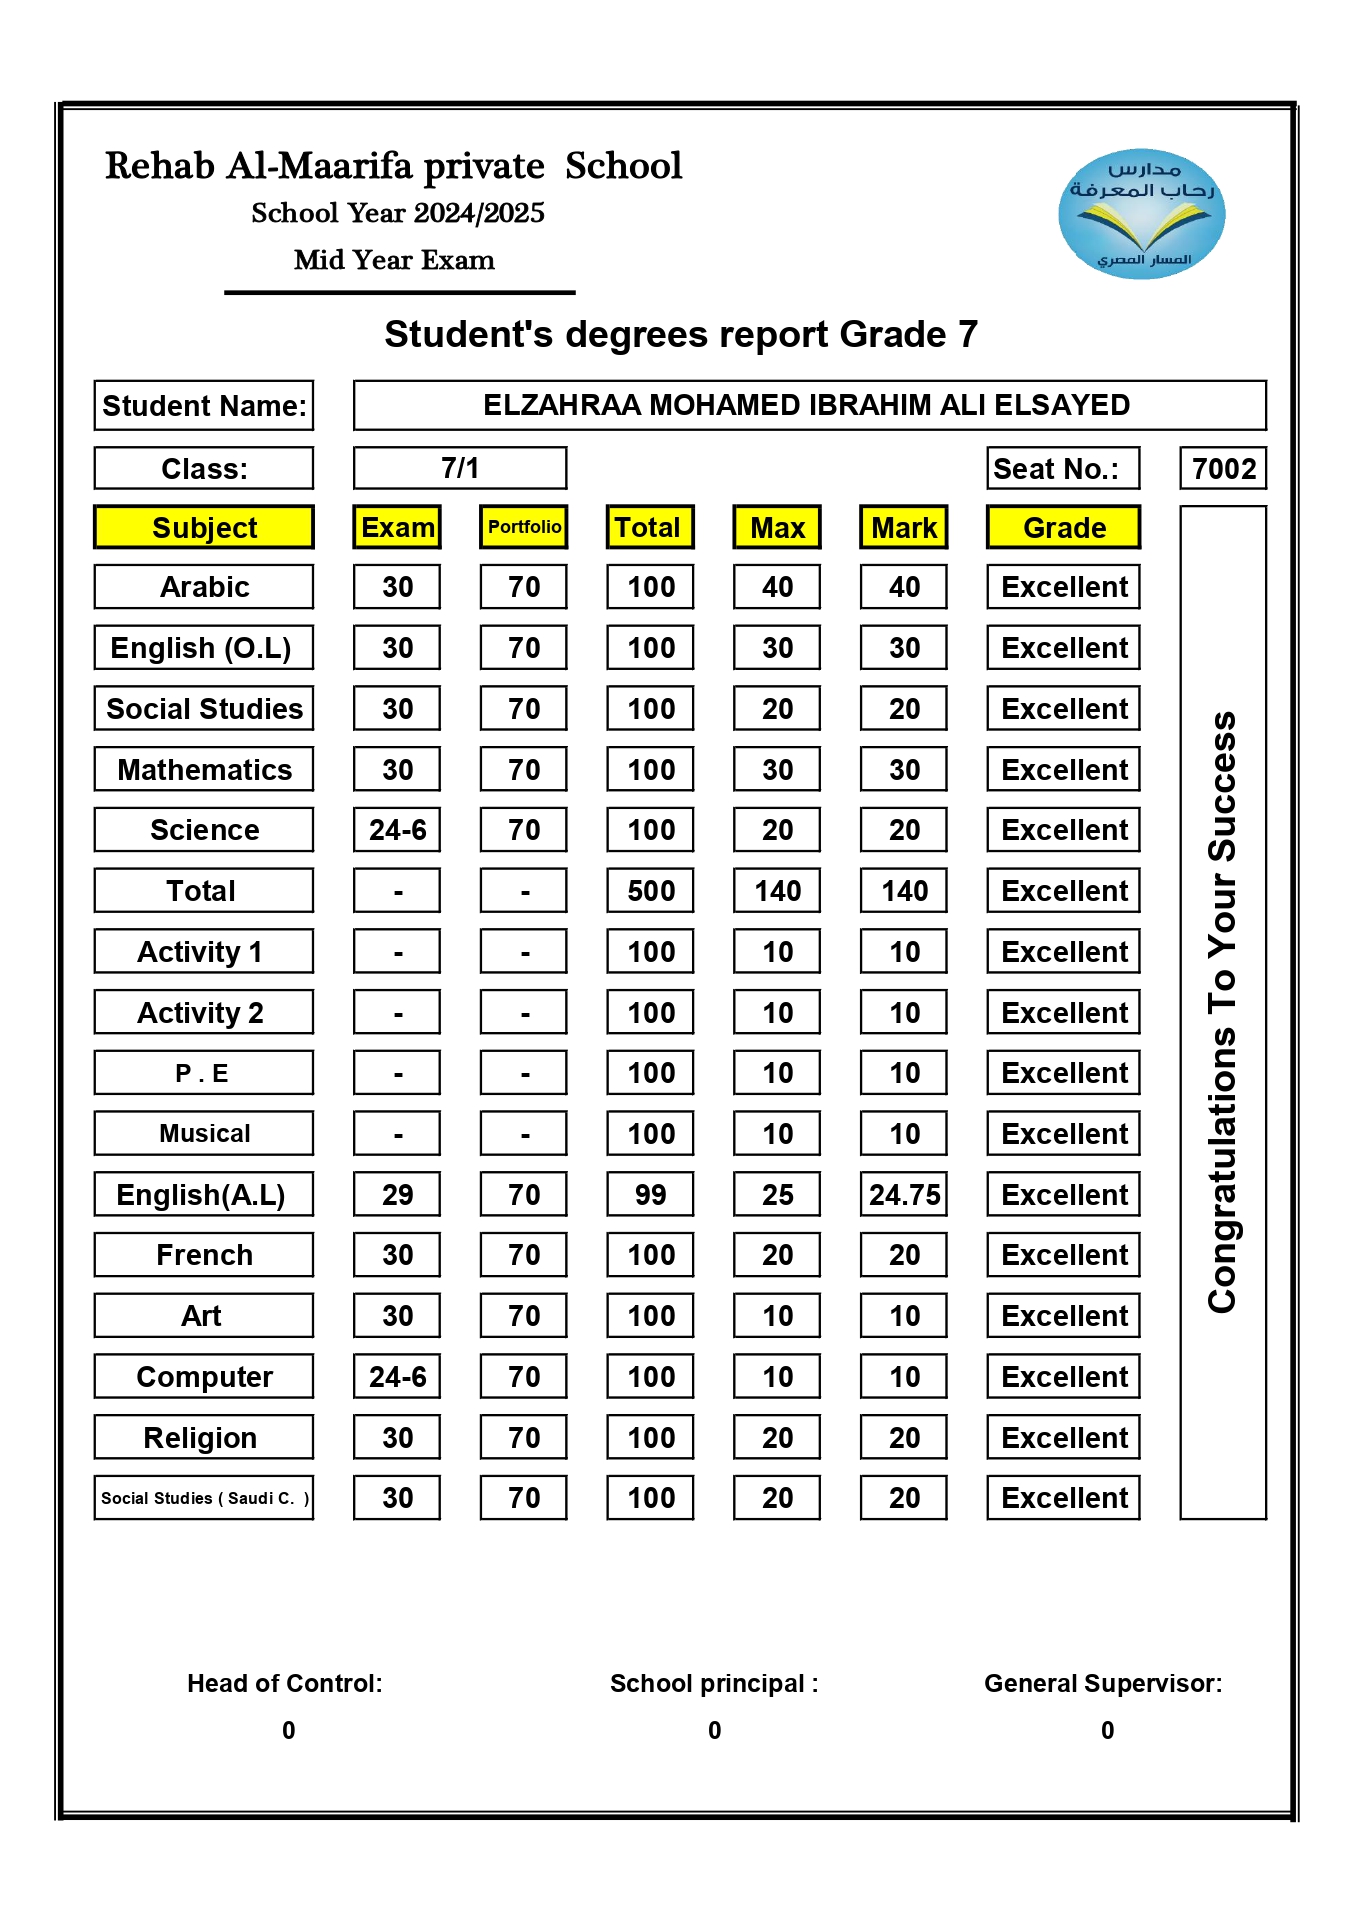 Rehab Al-Maarifa private School
School Year 2024/2025
Mid Year Exam
مدارس
رحاب المعرفة
المسار المصري
Student's degrees report Grade 7
Student Name: ELZAHRAA MOHAMED IBRAHIM ALI ELSAYED
Class: 7/1 Seat No.: 7002
Subject Exam Portfolio Total Max Mark Grade
Arabic 30 70 100 40 40 Excellent
English (O.L) 30 70 100 30 30 Excellent
Social Studies 30 70 100 20 20 Excellent
Mathematics 30 70 100 30 30 Excellent
Science 24-6 70 100 20 20 Excellent
Total - - 500 140 140 Excellent
Activity 1 - - 100 10 10 Excellent
Activity 2 - - 100 10 10 Excellent
P . E - - 100 10 10 Excellent
Musical - - 100 10 10 Excellent
English(A.L) 29 70 99 25 24.75 Excellent
French 30 70 100 20 20 Excellent
Art 30 70 100 10 10 Excellent
Computer 24-6 70 100 10 10 Excellent
Religion 30 70 100 20 20 Excellent
Social Studies ( Saudi C. ) 30 70 100 20 20 Excellent
Congratulations To Your Success
Head of Control: School principal : General Supervisor:
0 0 0